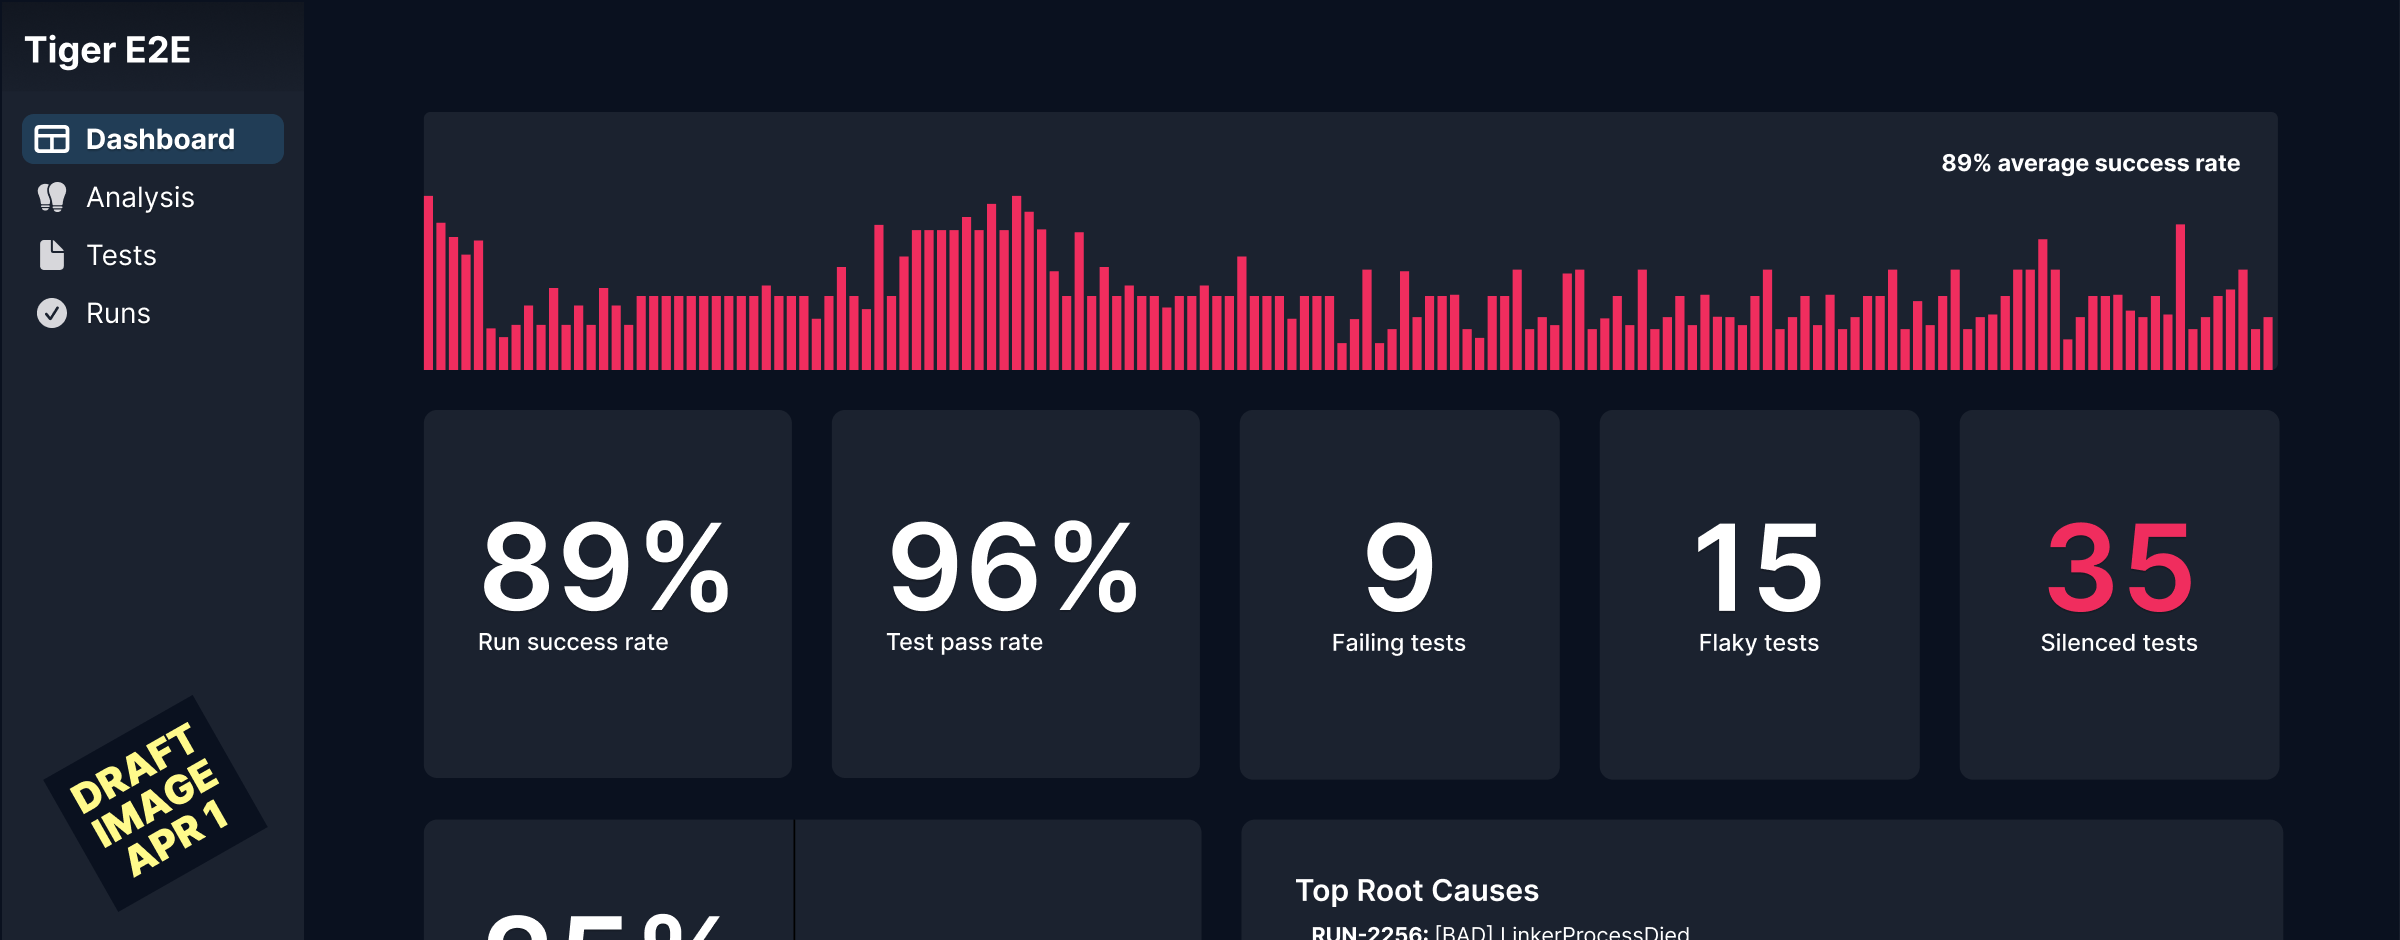 Tiger E2E
Dashboard
Analysis
Tests
Runs
DRAFT
IMAGE
APR 1
89% average success rate
89%
Run success rate
96%
Test pass rate
9
Failing tests
15
Flaky tests
35
Silenced tests
Top Root Causes
RUN-2256: [BAD] LinkerProcessDied